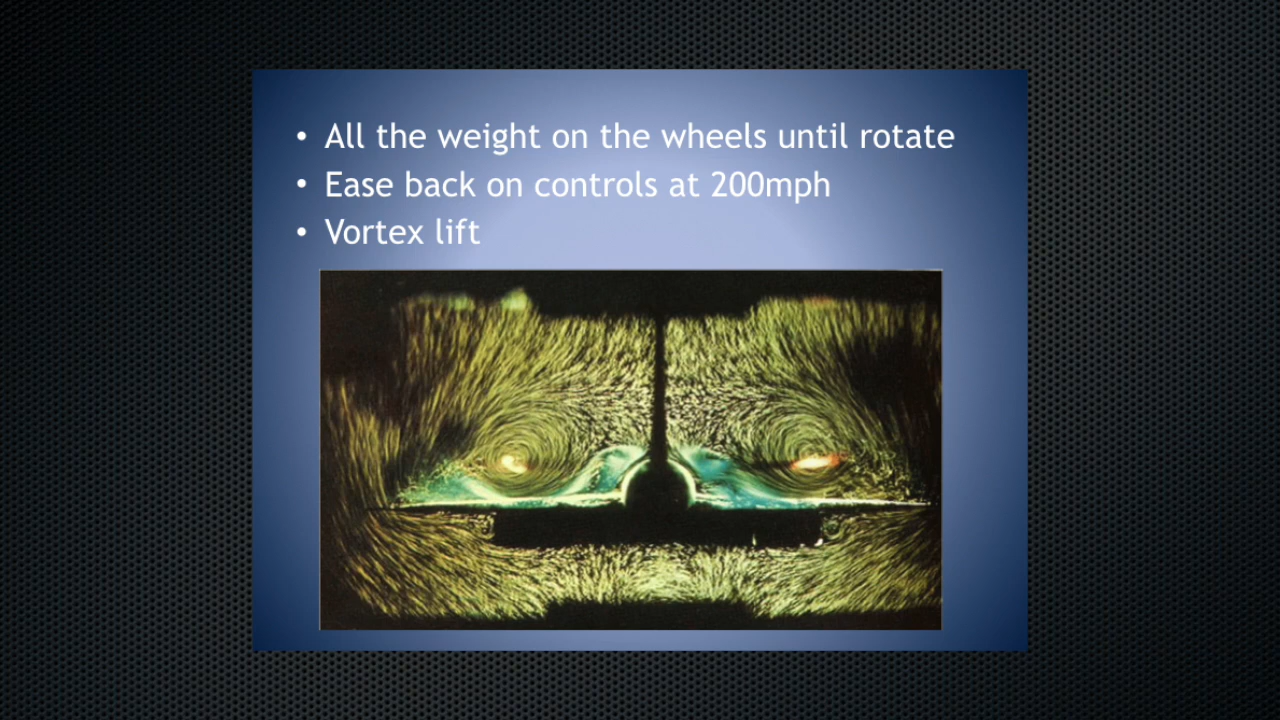 • All the weight on the wheels until rotate
• Ease back on controls at 200mph
• Vortex lift